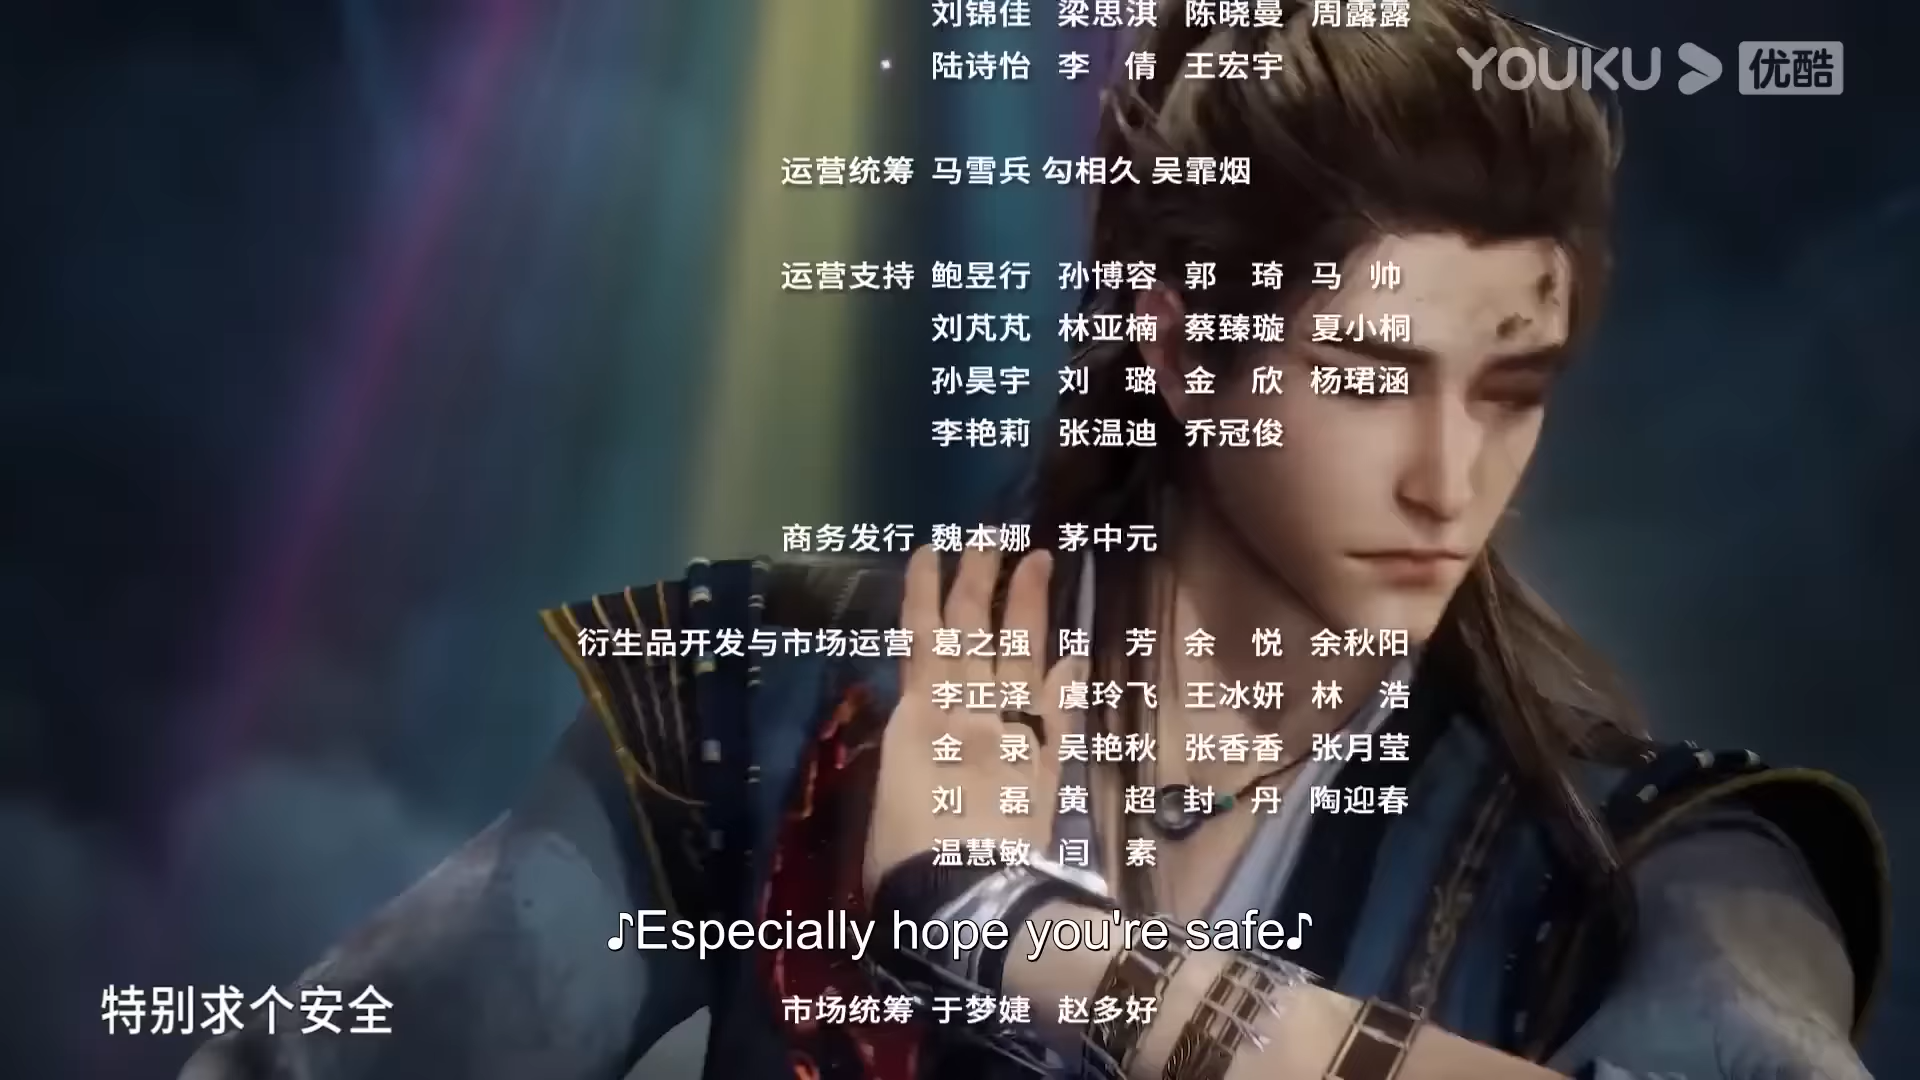 刘锦佳 梁思淇 陈晓曼 周露露
YOUKU 优酷
陆诗怡 李 倩 王宏宇
运营统筹 马雪兵 勾相久 吴霏烟
运营支持 鲍昱行 孙博容 郭 琦 马 帅
刘芃芃 林亚楠 蔡臻璇 夏小桐
孙昊宇 刘 璐 金 欣 杨珺涵
李艳莉 张温迪 乔冠俊
商务发行 魏本娜 茅中元
衍生品开发与市场运营 葛之强 陆 芳 余 悦 余秋阳
李正泽 虞玲飞 王冰妍 林 浩
金 录 吴艳秋 张香香 张月莹
刘 磊 黄 超 封 丹 陶迎春
温慧敏 闫 素
♪Especially hope you're safe♪
特别求个安全
市场统筹 于梦婕 赵多好